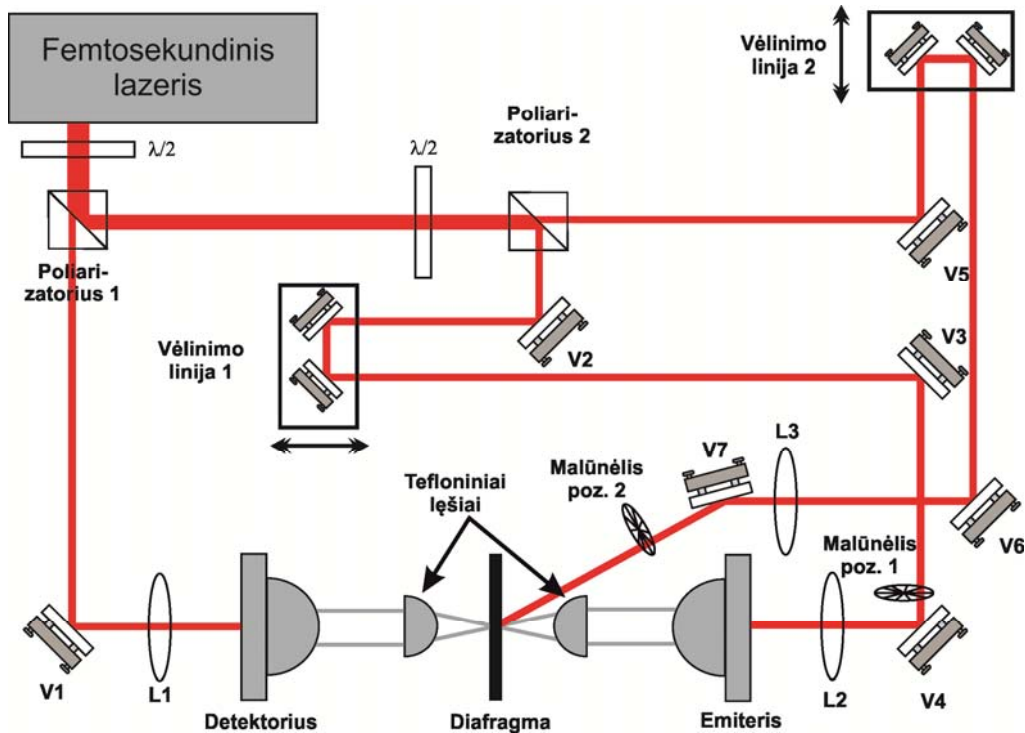 Femtosekundinis
lazeris
λ/2
Poliari-
zatorius 1
λ/2
Poliari-
zatorius 2
Vėlinimo
linija 2
V5
V3
Vėlinimo
linija 1
V2
V7
L3
Malūnėlis
poz. 2
Tefloniniai
lęšiai
V6
Malūnėlis
poz. 1
V1
L1
Detektorius
Diafragma
Emiteris
L2
V4